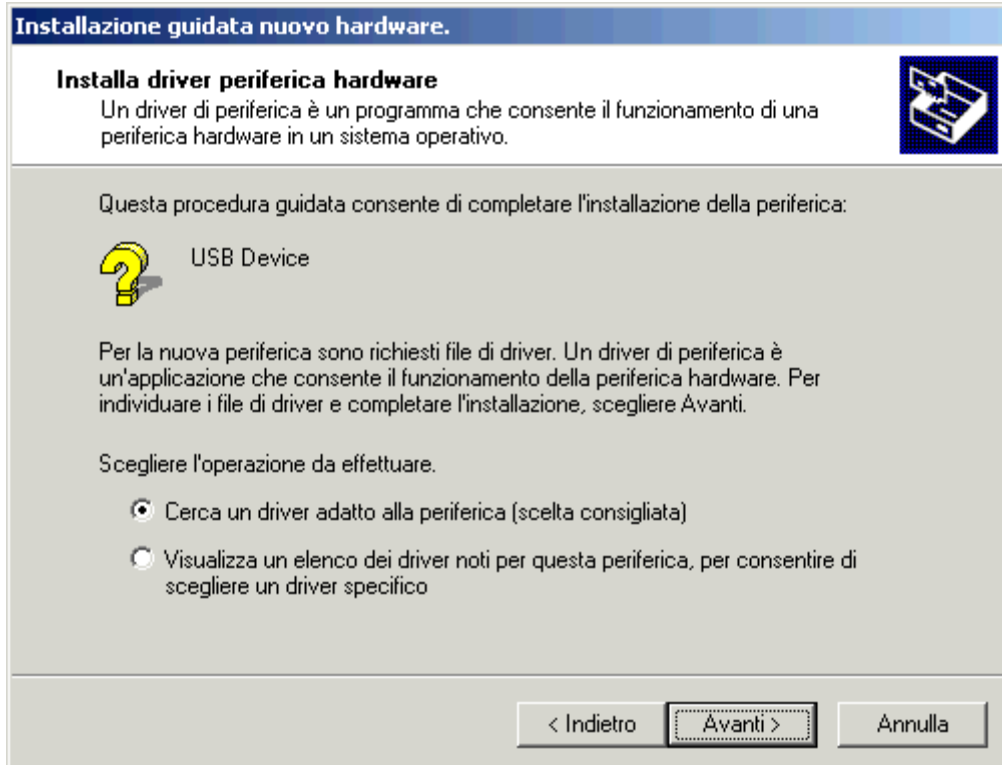 Installazione guidata nuovo hardware.
Installa driver periferica hardware
Un driver di periferica è un programma che consente il funzionamento di una
periferica hardware in un sistema operativo.
Questa procedura guidata consente di completare l'installazione della periferica:
USB Device
Per la nuova periferica sono richiesti file di driver. Un driver di periferica è
un'applicazione che consente il funzionamento della periferica hardware. Per
individuare i file di driver e completare l'installazione, scegliere Avanti.
Scegliere l'operazione da effettuare.
Cerca un driver adatto alla periferica (scelta consigliata)
Visualizza un elenco dei driver noti per questa periferica, per consentire di
scegliere un driver specifico
< Indietro Avanti > Annulla